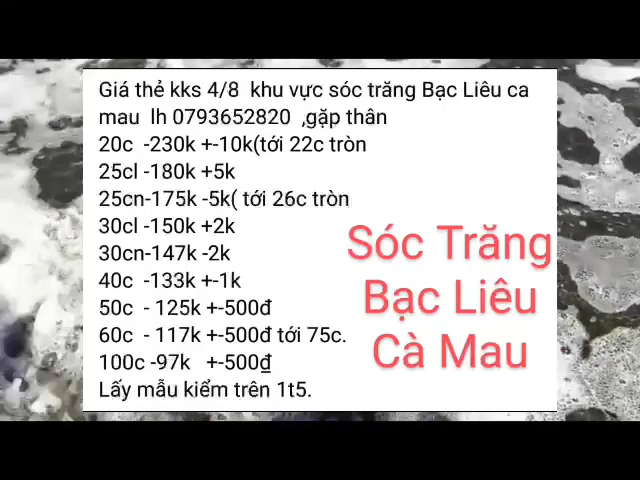 Giá thẻ kks 4/8 khu vực sóc trăng Bạc Liêu ca
mau lh 0793652820 ,gặp thân
20c -230k +-10k(tới 22c tròn
25cl -180k +5k
25cn-175k -5k( tới 26c tròn
30cl -150k +2k
30cn-147k -2k
40c -133k +-1k
50c - 125k +-500đ
60c - 117k +-500đ tới 75c.
100c -97k +-500₫
Lấy mẫu kiểm trên 1t5.
Sóc Trăng
Bạc Liêu
Cà Mau